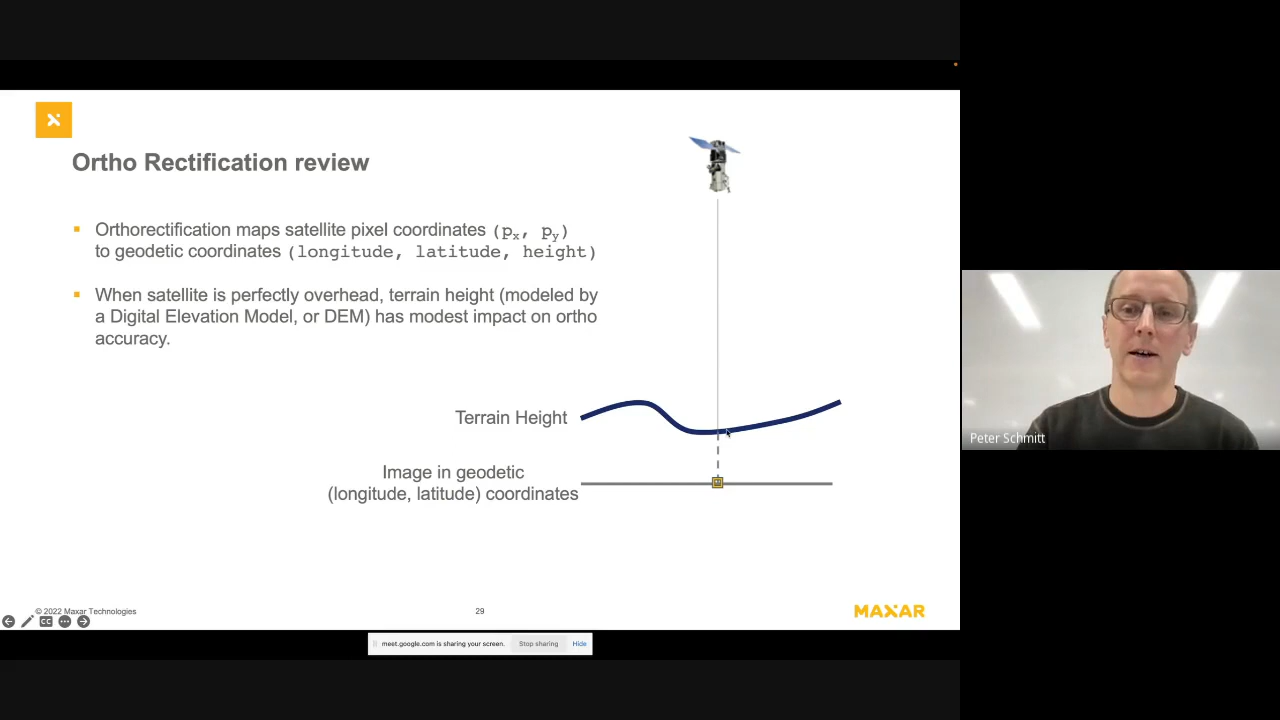 Ortho Rectification review
Orthorectification maps satellite pixel coordinates (px, py)
to geodetic coordinates (longitude, latitude, height)
When satellite is perfectly overhead, terrain height (modeled by
a Digital Elevation Model, or DEM) has modest impact on ortho
accuracy.
Terrain Height
Image in geodetic
(longitude, latitude) coordinates
© 2022 Maxar Technologies
29
MAXAR
CC
meet.google.com is sharing your screen.
Stop sharing
Hide
Peter Schmitt